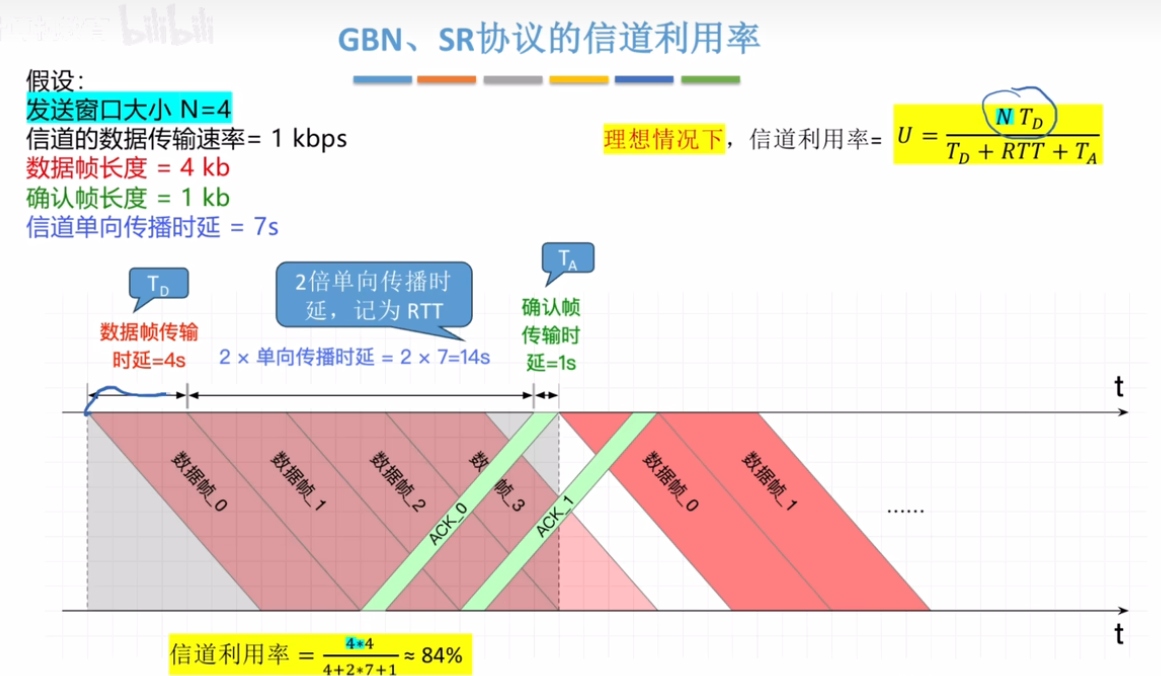 bilibili
GBN、SR协议的信道利用率
假设：
发送窗口大小 N=4
信道的数据传输速率= 1 kbps
数据帧长度 = 4 kb
确认帧长度 = 1 kb
信道单向传播时延 = 7s
理想情况下，信道利用率= U = N T_D / (T_D + RTT + T_A)
T_D
2倍单向传播时
延，记为 RTT
T_A
数据帧传输
时延=4s
2 × 单向传播时延 = 2 × 7=14s
确认帧
传输时
延=1s
t
数据帧_0
数据帧_1
数据帧_2
数据帧_3
ACK_0
ACK_1
数据帧_0
数据帧_1
......
t
信道利用率 = 4*4 / (4+2*7+1) ≈ 84%